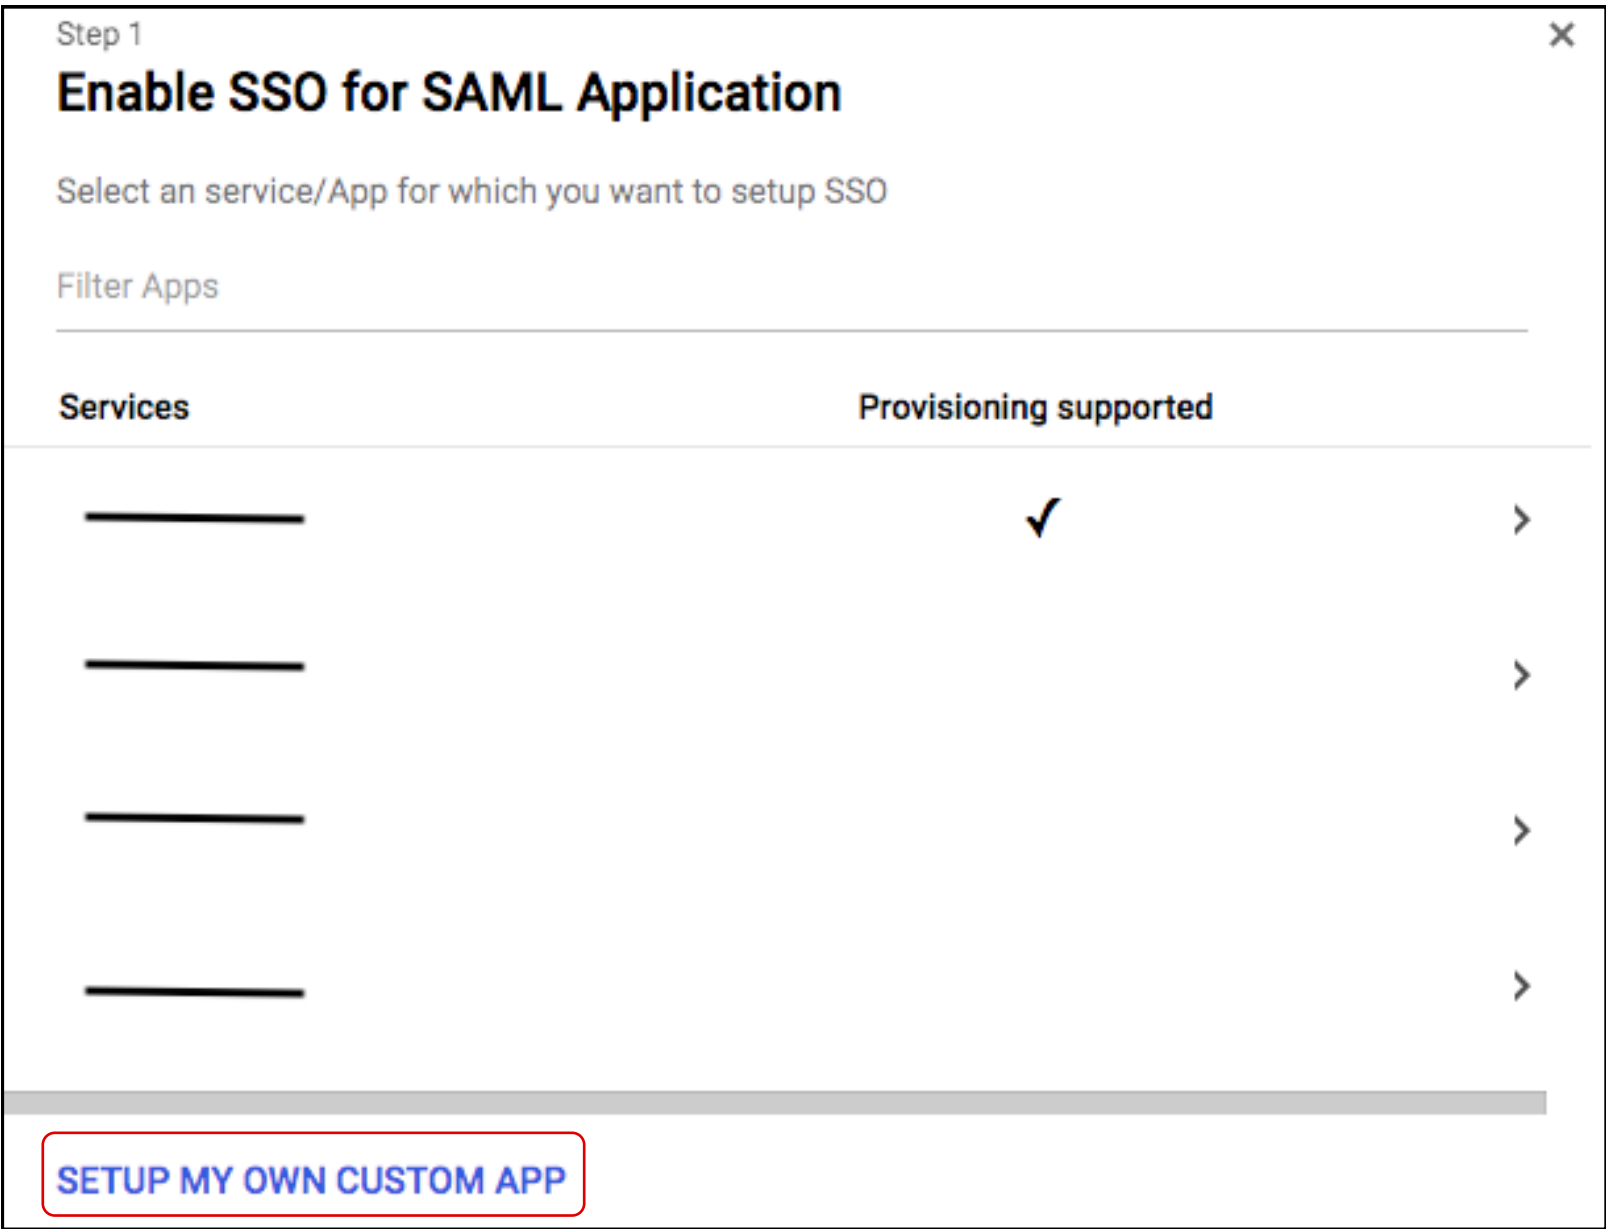 Step 1
Enable SSO for SAML Application
Select an service/App for which you want to setup SSO
Filter Apps
Services Provisioning supported
SETUP MY OWN CUSTOM APP